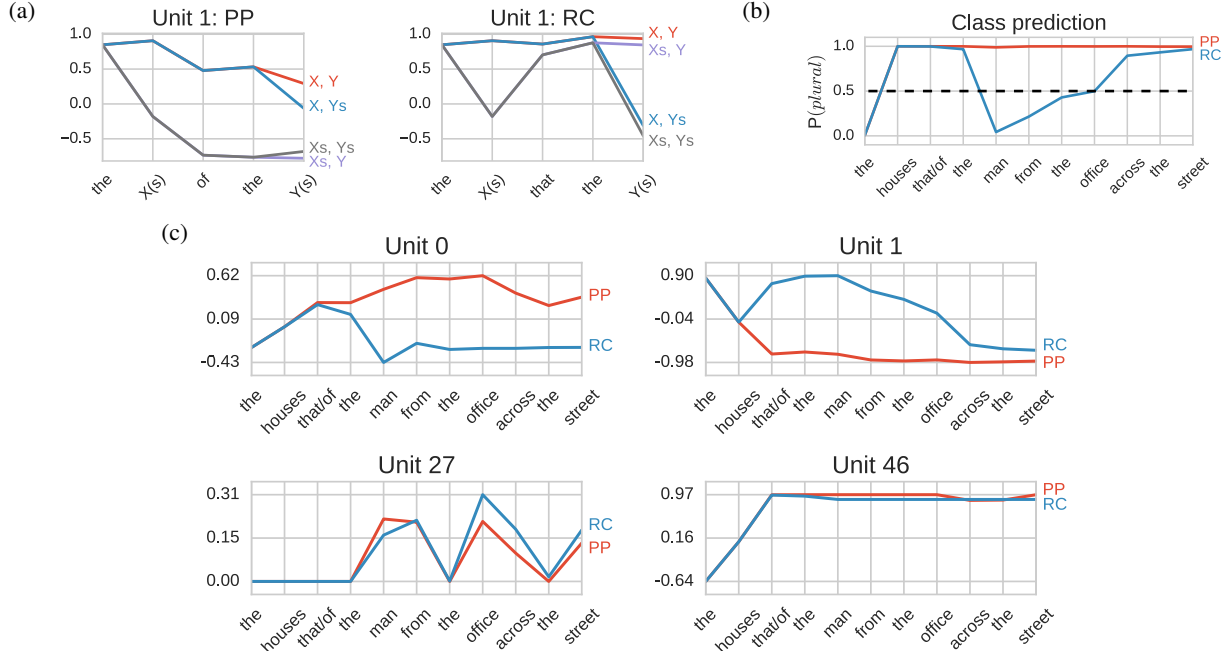 (a)
Unit 1: PP
1.0
0.5
0.0
−0.5
X, Y
X, Ys
Xs, Ys
Xs, Y
the
X(s)
of
the
Y(s)
Unit 1: RC
1.0
0.5
0.0
−0.5
X, Y
Xs, Y
X, Ys
Xs, Ys
the
X(s)
that
the
Y(s)
(b)
Class prediction
P(plural)
1.0
0.5
0.0
PP
RC
the
houses
that/of
the
man
from
the
office
across
the
street
(c)
Unit 0
0.62
0.09
-0.43
PP
RC
the
houses
that/of
the
man
from
the
office
across
the
street
Unit 1
0.90
-0.04
-0.98
RC
PP
the
houses
that/of
the
man
from
the
office
across
the
street
Unit 27
0.31
0.15
0.00
RC
PP
the
houses
that/of
the
man
from
the
office
across
the
street
Unit 46
0.97
0.16
-0.64
PP
RC
the
houses
that/of
the
man
from
the
office
across
the
street